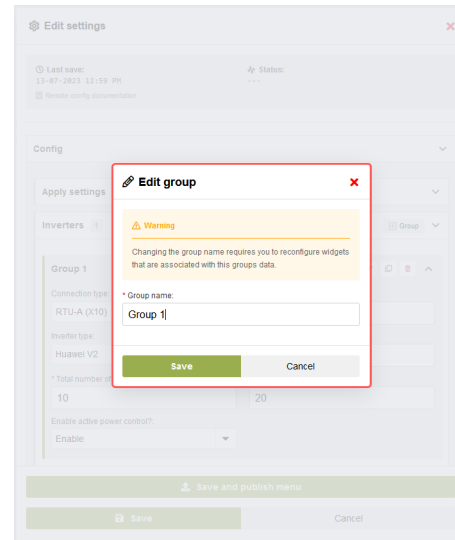 Edit settings
Last save:
13-07-2023 12:59 PM
Status:
---
Remote config documentation
Config
Apply settings
Inverters 1
Group
Group 1
Connection type:
RTU-A (X10)
Inverter type:
Huawei V2
* Total number of
10
20
Enable active power control?:
Enable
Edit group
Warning
Changing the group name requires you to reconfigure widgets
that are associated with this groups data.
* Group name:
Group 1
Save
Cancel
Save and publish menu
Save
Cancel